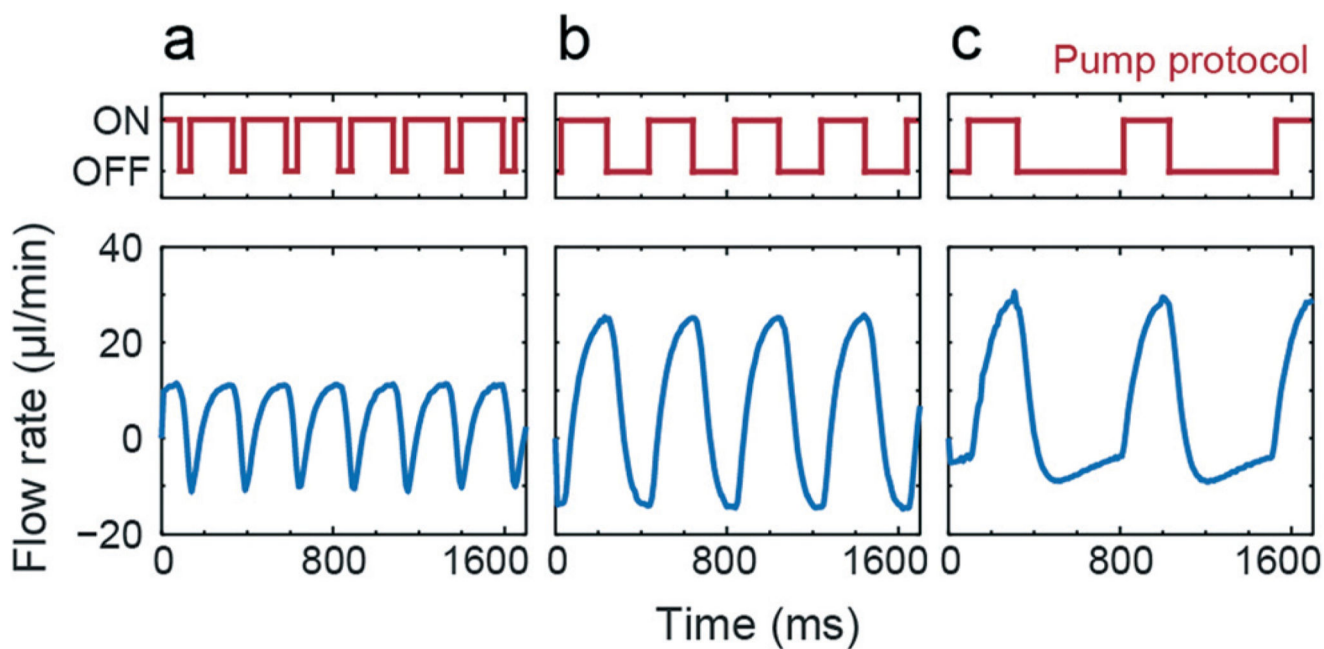 a b c
Pump protocol
ON
OFF
Flow rate (µl/min)
40
20
0
−20
0 800 1600 0 800 1600 0 800 1600
Time (ms)